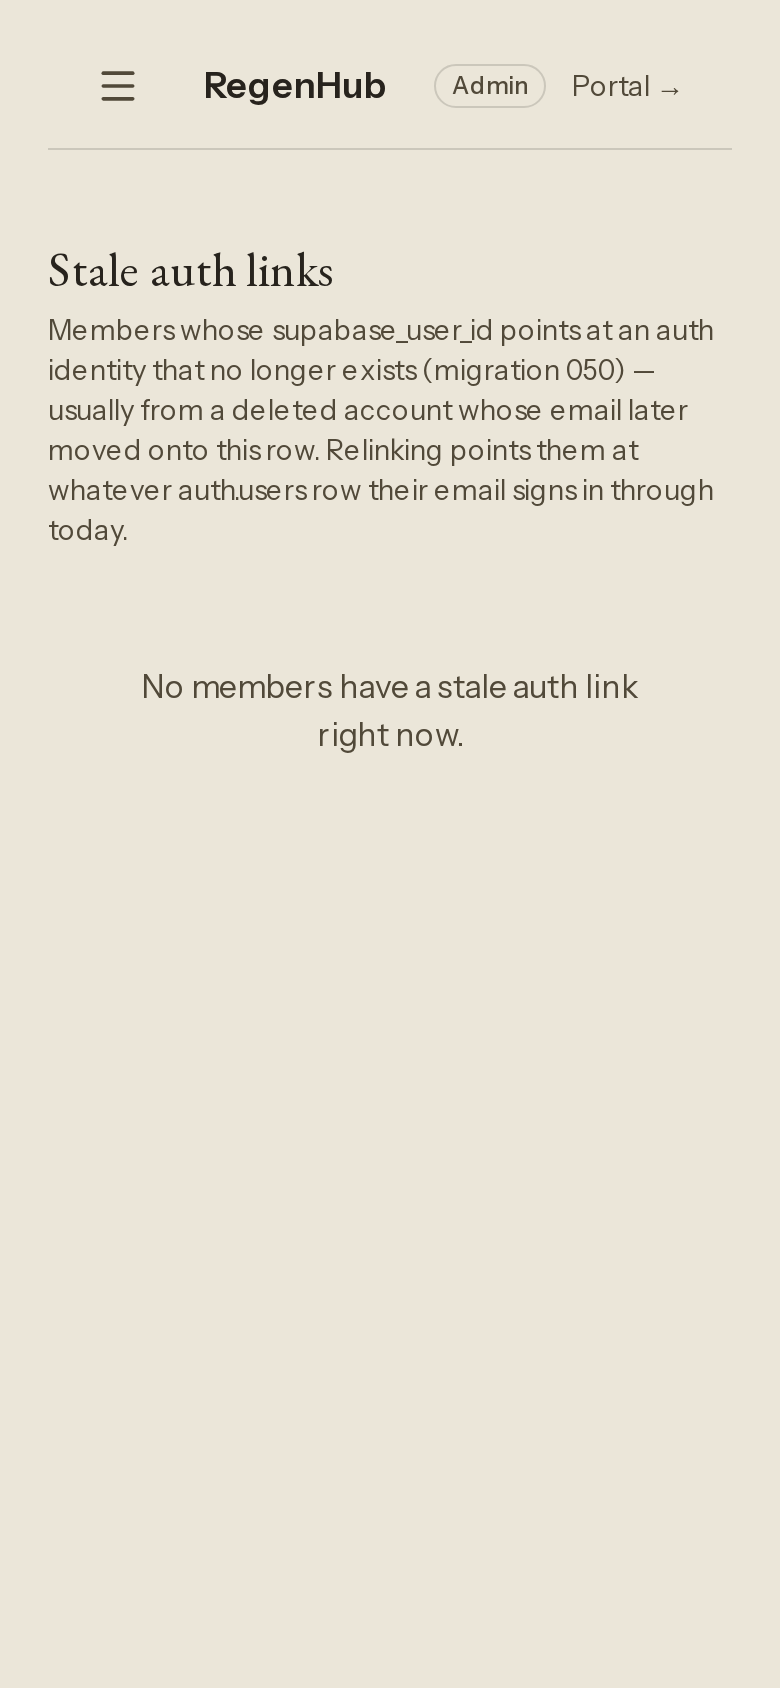 RegenHub Admin Portal →
Stale auth links
Members whose supabase_user_id points at an auth
identity that no longer exists (migration 050) —
usually from a deleted account whose email later
moved onto this row. Relinking points them at
whatever auth.users row their email signs in through
today.
No members have a stale auth link
right now.